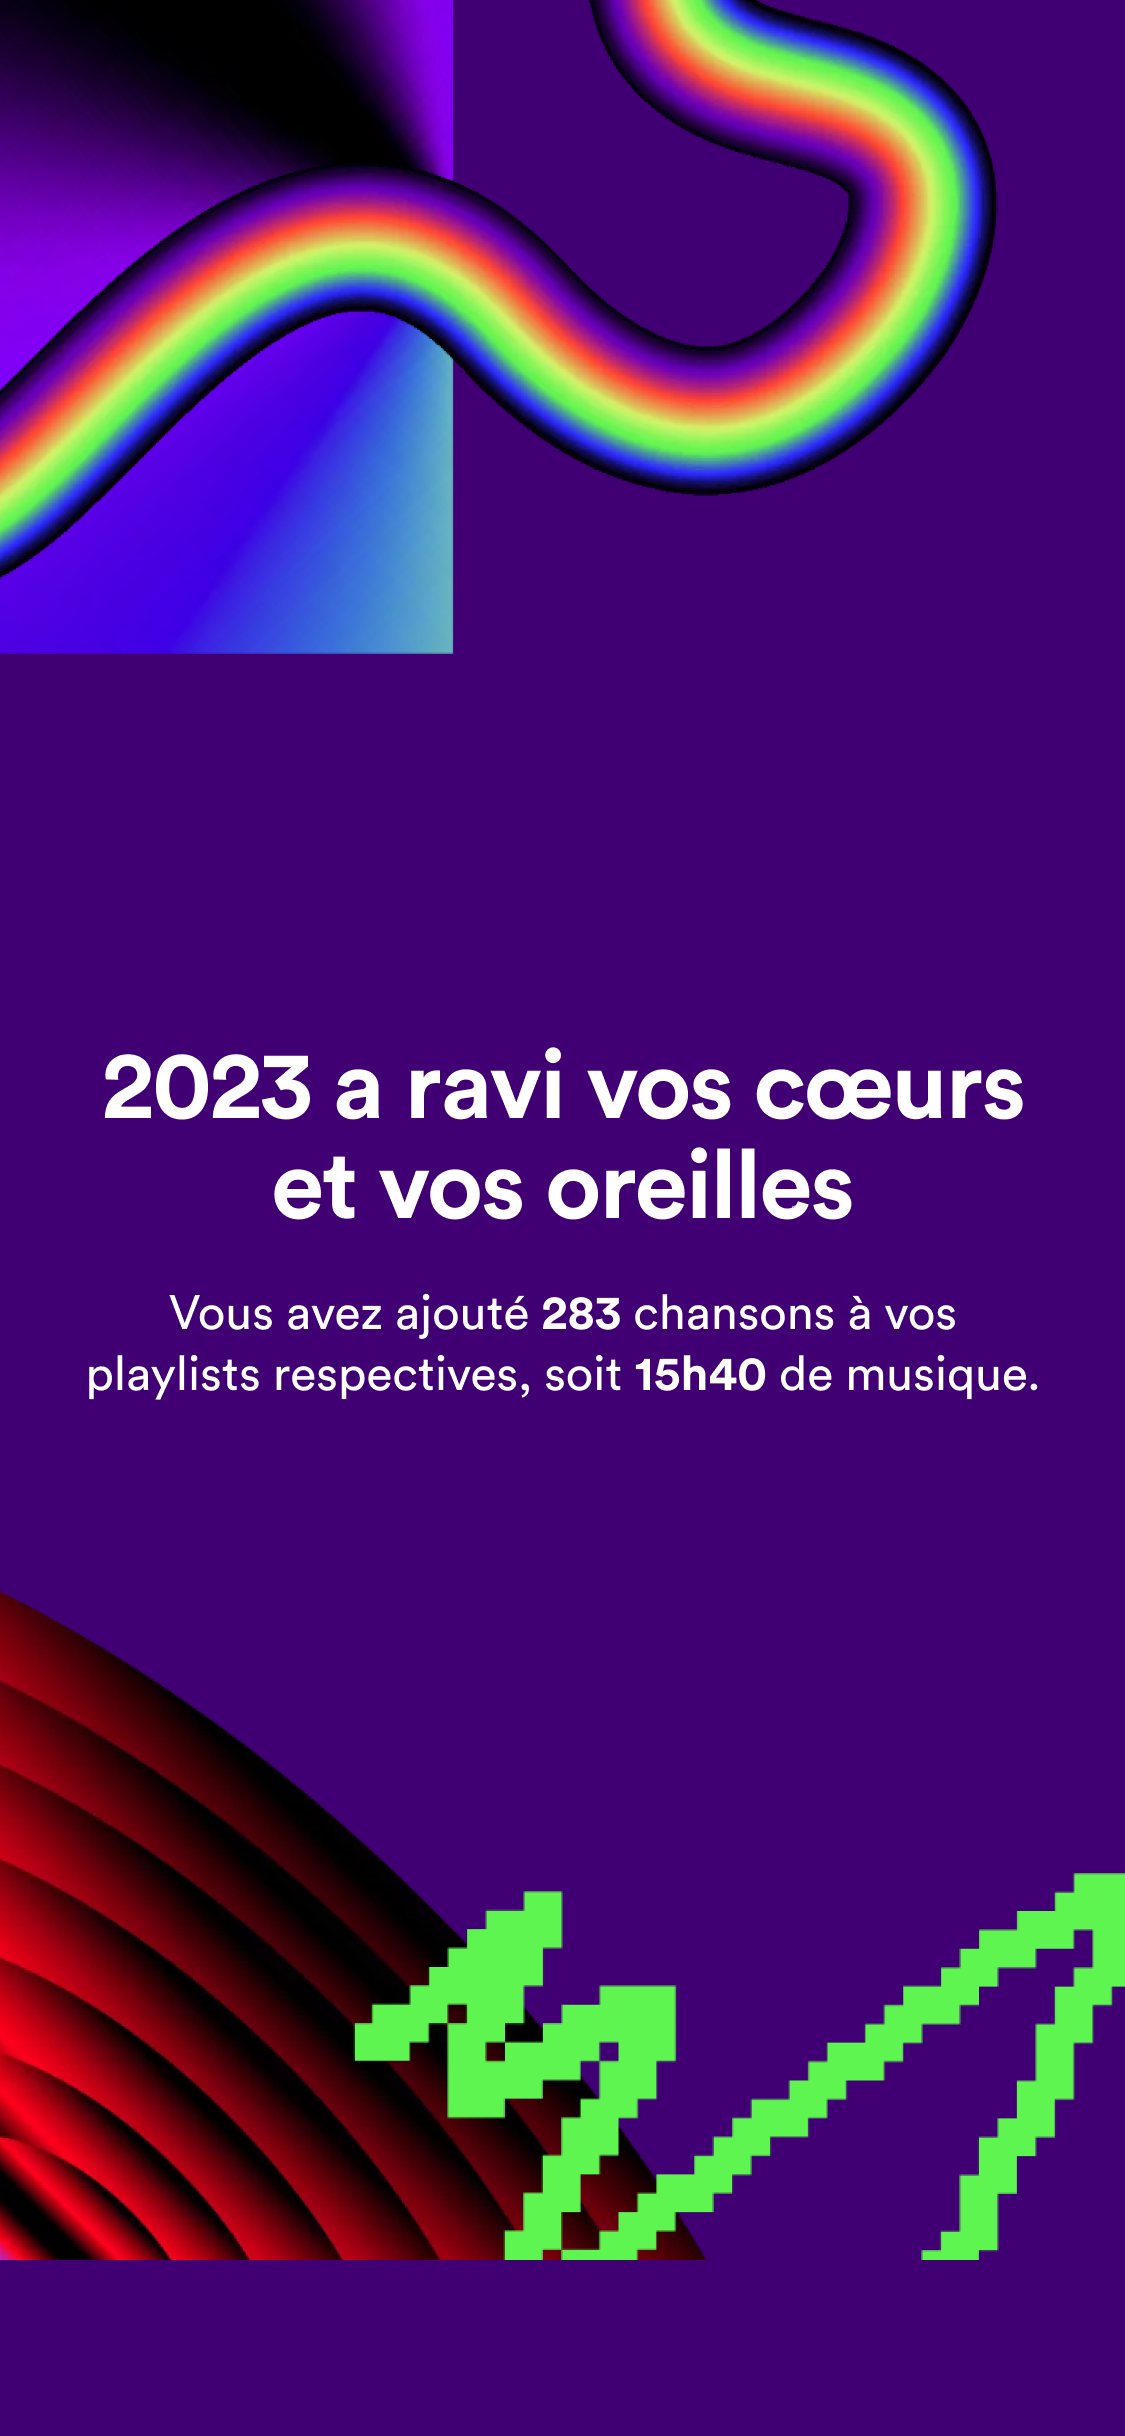 2023 a ravi vos cœurs
et vos oreilles
Vous avez ajouté 283 chansons à vos
playlists respectives, soit 15h40 de musique.